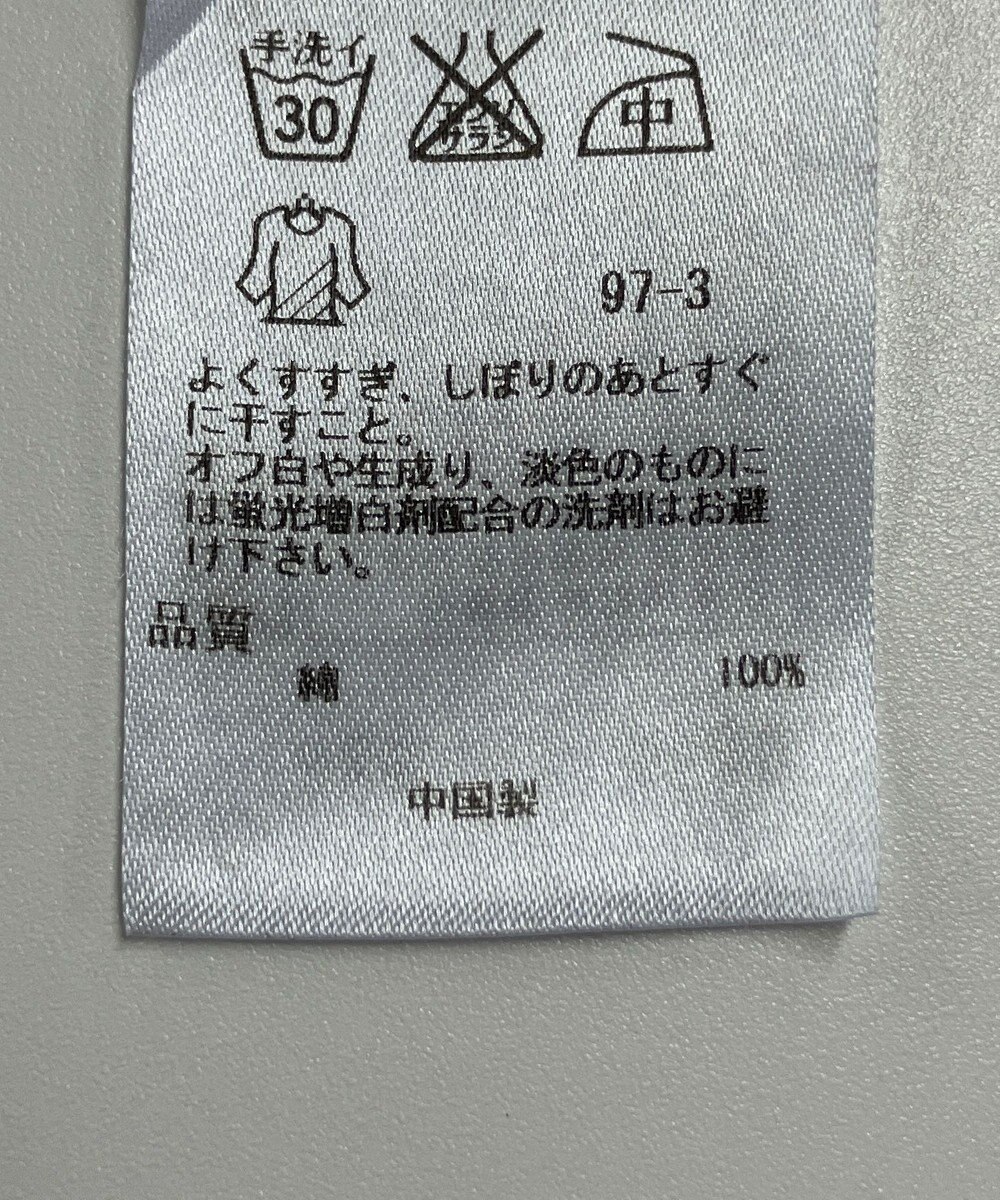 手洗イ
30
エンソ
サラシ
中
97-3
よくすすぎ、しぼりのあとすぐ
に干すこと。
オフ白や生成り、淡色のものに
は蛍光増白剤配合の洗剤はお避
け下さい。
品質
綿 100%
中国製